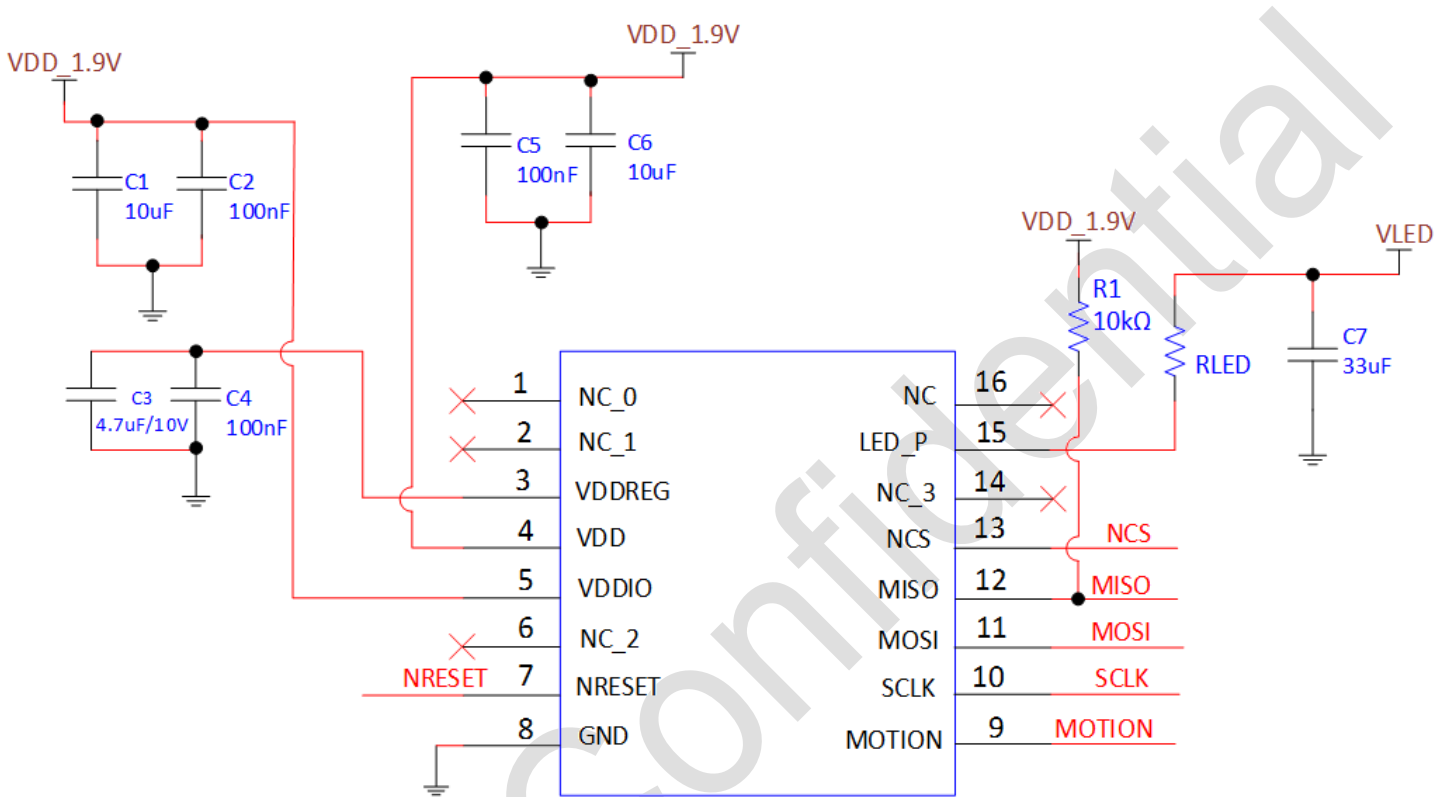 VDD_1.9V
VDD_1.9V
C1
10uF
C2
100nF
C5
100nF
C6
10uF
VDD_1.9V
VLED
R1
10kΩ
RLED
C7
33uF
C3
4.7uF/10V
C4
100nF
1 NC_0
2 NC_1
3 VDDREG
4 VDD
5 VDDIO
6 NC_2
NRESET 7 NRESET
8 GND
NC 16
LED_P 15
NC_3 14
NCS 13 NCS
MISO 12 MISO
MOSI 11 MOSI
SCLK 10 SCLK
MOTION 9 MOTION
Confidential